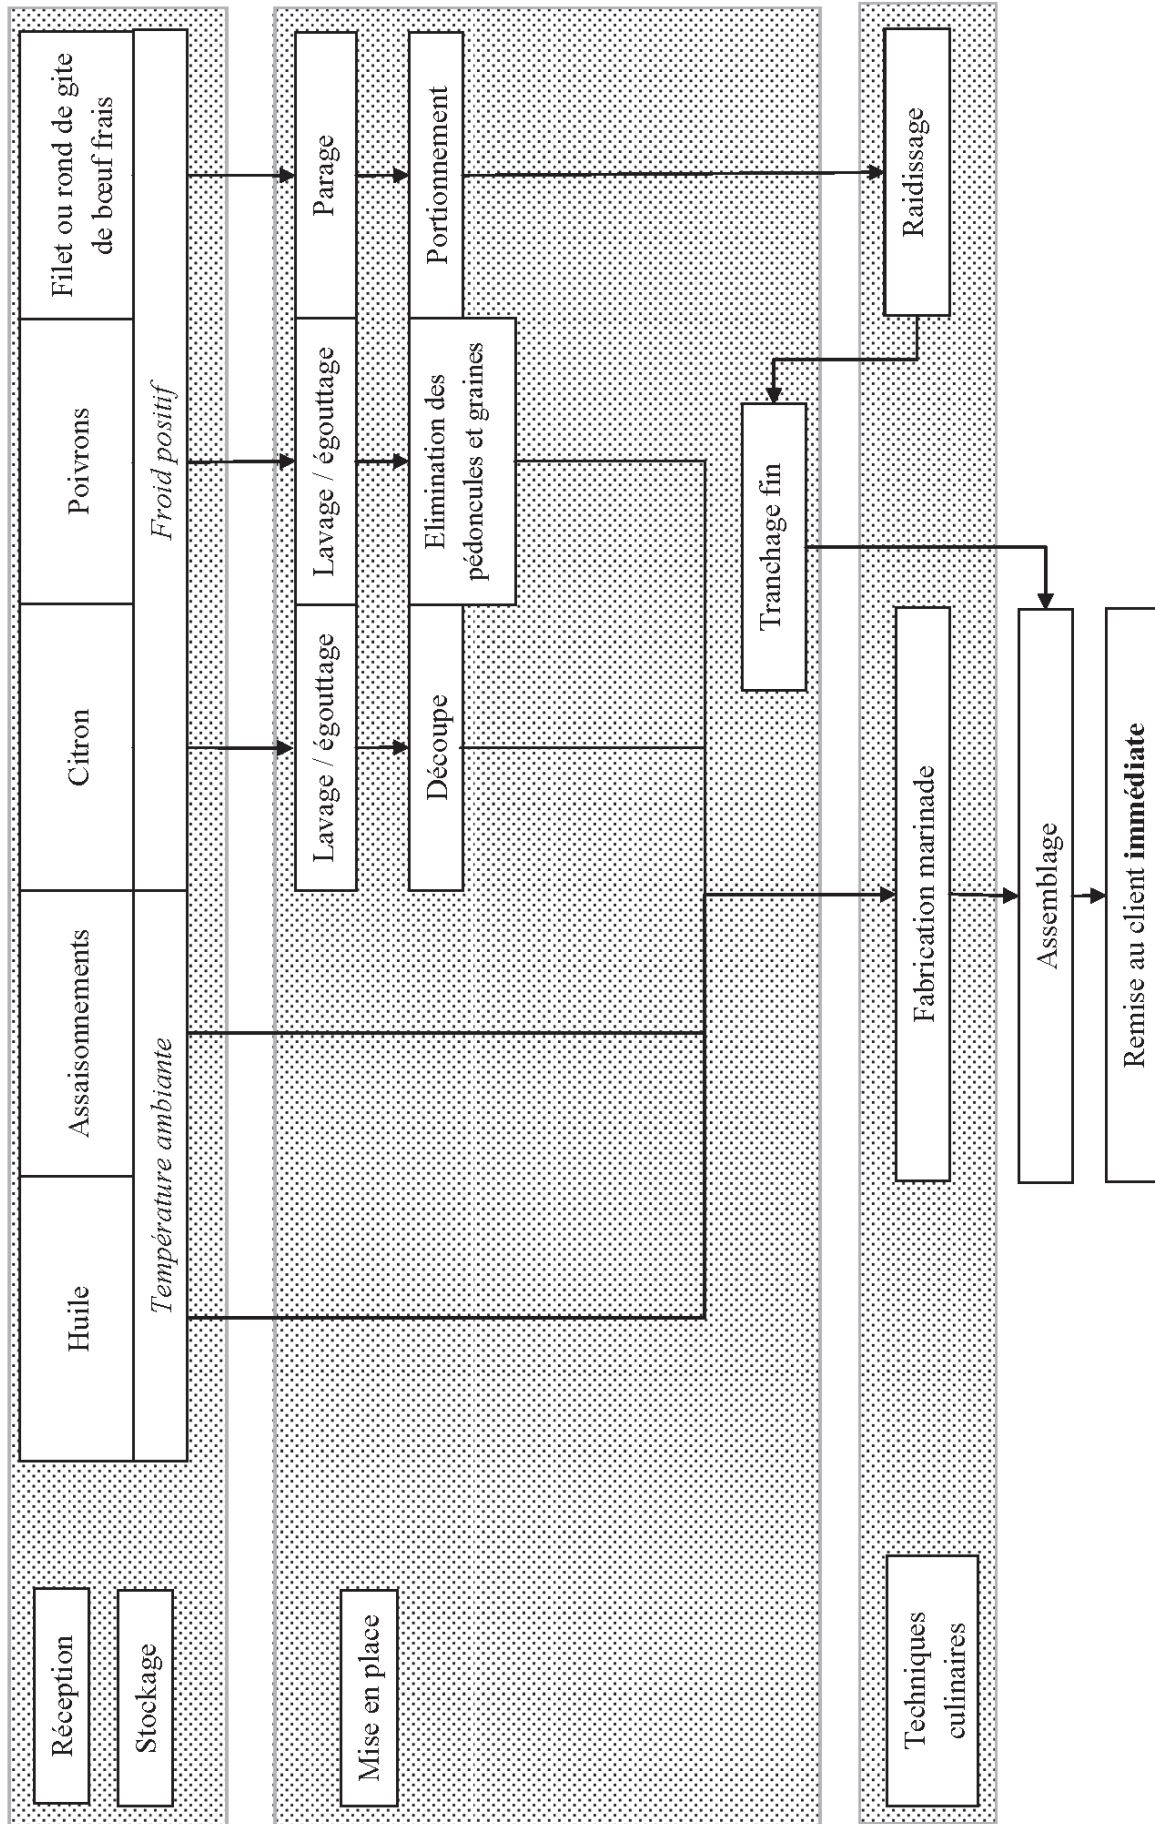 Réception
Huile
Assaisonnements
Citron
Poivrons
Filet ou rond de gite
de bœuf frais
Stockage
Température ambiante
Froid positif
Mise en place
Lavage / égouttage
Lavage / égouttage
Parage
Découpe
Elimination des
pédoncules et graines
Portionnement
Tranchage fin
Techniques
culinaires
Fabrication marinade
Raidissage
Assemblage
Remise au client immédiate